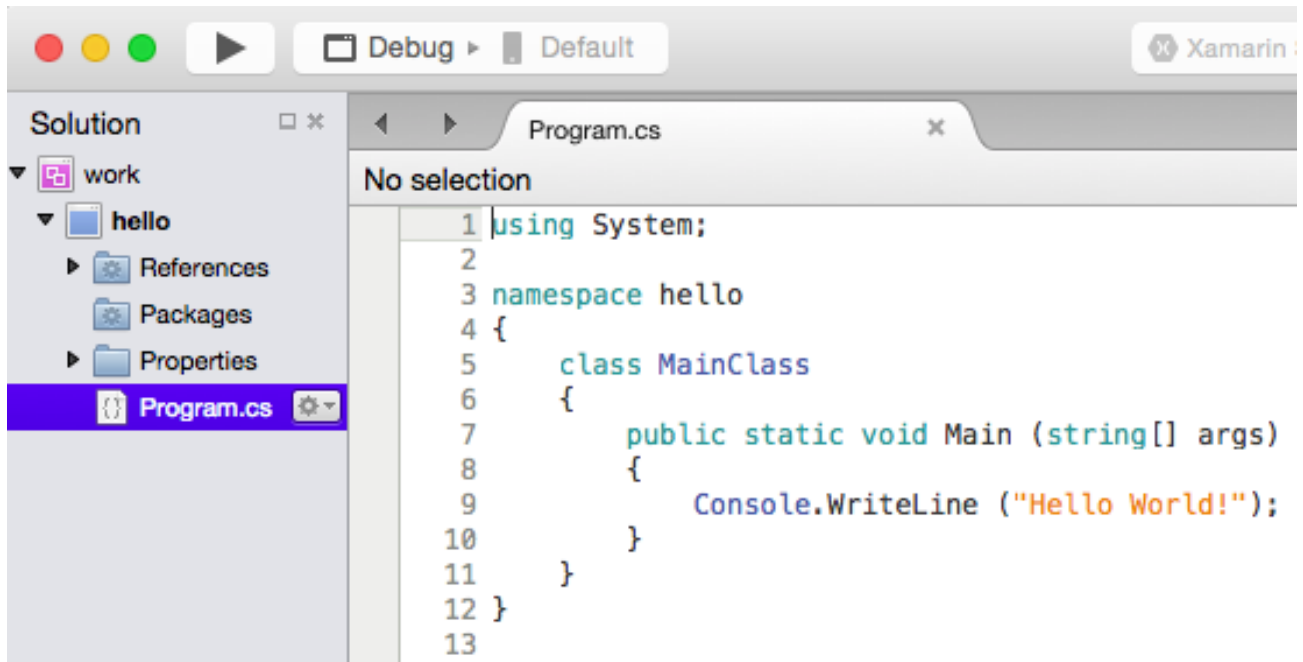 Debug Default
Xamarin
Solution
work
hello
References
Packages
Properties
Program.cs
Program.cs
No selection
1 using System;
2
3 namespace hello
4 {
5     class MainClass
6     {
7         public static void Main (string[] args)
8         {
9             Console.WriteLine ("Hello World!");
10         }
11     }
12 }
13